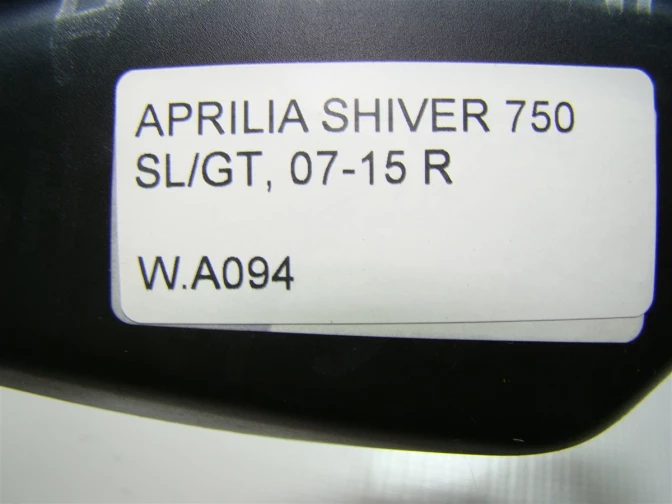 APRILIA SHIVER 750
SL/GT, 07-15 R
W.A094